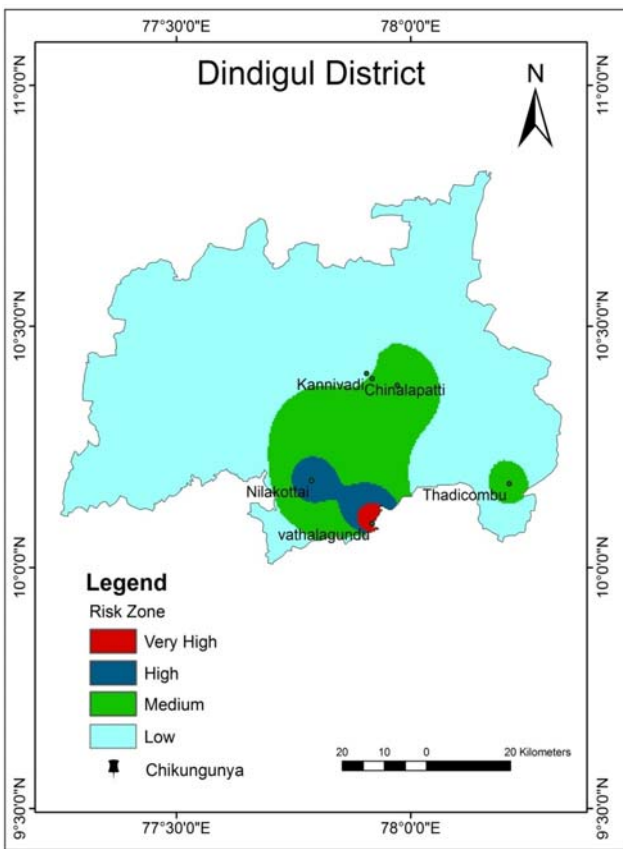 77°30'0"E 78°0'0"E
Dindigul District
N
11°0'0"N
11°0'0"N
10°30'0"N
10°30'0"N
Kannivadi
Chinalapatti
Nilakottai
Thadicombu
vathalagundu
10°0'0"N
10°0'0"N
Legend
Risk Zone
Very High
High
Medium
Low
Chikungunya
20 10 0 20 Kilometers
9°30'0"N
9°30'0"N
77°30'0"E 78°0'0"E